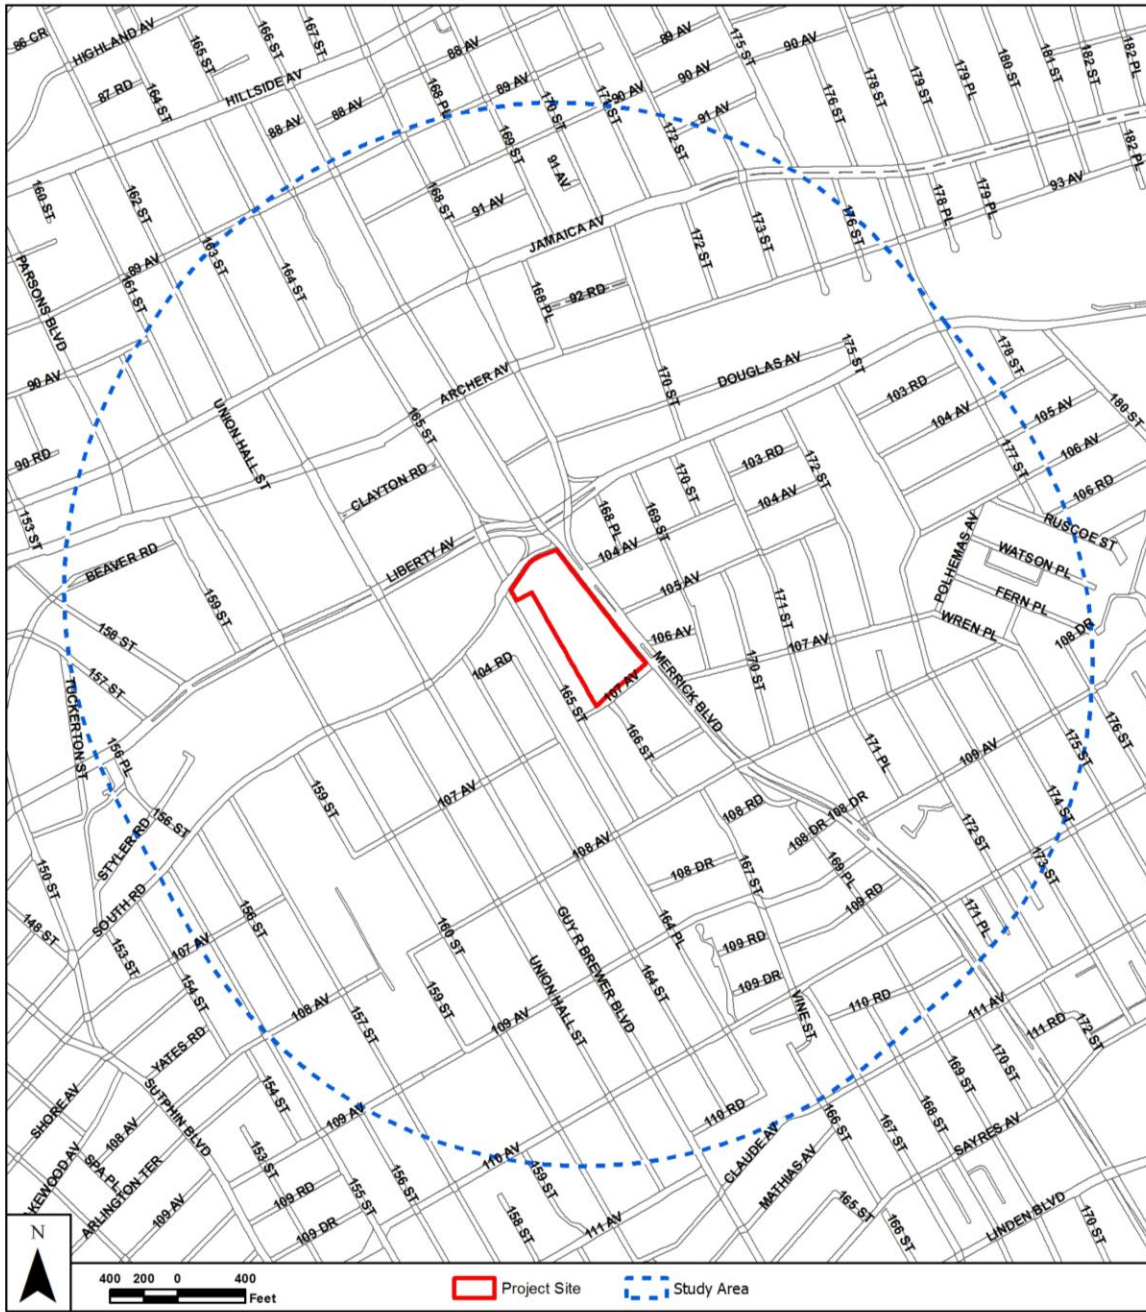 86 CR
HIGHLAND AV
165 ST
166 ST
167 ST
88 AV
89 AV
175 ST
90 AV
180 ST
181 ST
182 ST
182 PL
87 RD
164 ST
HILLSIDE AV
88 AV
88 AV
168 PL
89 AV
170 ST
171 ST
90 AV
90 AV
91 AV
172 ST
176 ST
178 ST
179 ST
179 PL
182 PL
160 ST
162 ST
163 ST
164 ST
168 ST
169 ST
91 AV
91 AV
JAMAICA AV
172 ST
173 ST
176 ST
178 PL
179 PL
93 AV
PARSONS BLVD
89 AV
161 ST
168 PL
92 RD
90 AV
90 RD
153 ST
UNION HALL ST
ARCHER AV
165 ST
CLAYTON RD
170 ST
DOUGLAS AV
175 ST
178 ST
180 ST
103 RD
104 AV
105 AV
106 AV
106 RD
177 ST
BEAVER RD
LIBERTY AV
159 ST
158 ST
157 ST
168 PL
169 ST
170 ST
103 RD
104 AV
172 ST
104 AV
105 AV
106 AV
107 AV
171 ST
170 ST
107 AV
POLHEMAS AV
RUSCOE ST
WATSON PL
FERN PL
WREN PL
108 DR
TUCKERTON ST
104 RD
165 ST
166 ST
MERRICK BLVD
156 PL
STYLER RD
156 ST
SOUTH RD
150 ST
148 ST
159 ST
107 AV
108 AV
108 RD
108 DR
108 DR
108 DR
171 PL
109 AV
176 ST
175 ST
174 ST
173 ST
172 ST
171 PL
153 ST
107 AV
156 ST
154 ST
108 AV
157 ST
160 ST
159 ST
UNION HALL ST
GUY R BREWER BLVD
164 ST
164 PL
167 ST
169 PL
109 RD
109 RD
109 DR
VINE ST
110 RD
111 AV
111 RD
172 ST
109 AV
YATES RD
SHORE AV
108 AV
SPA PL
ARLINGTON TER
109 AV
SUTPHIN BLVD
154 ST
153 ST
109 RD
109 DR
109 AV
155 ST
156 ST
110 AV
158 ST
159 ST
111 AV
110 RD
CLAUDE AV
MATHIAS AV
165 ST
166 ST
166 ST
167 ST
168 ST
169 ST
170 ST
SAYRES AV
LINDEN BLVD
170 ST
N
400 200 0 400
Feet
Project Site
Study Area